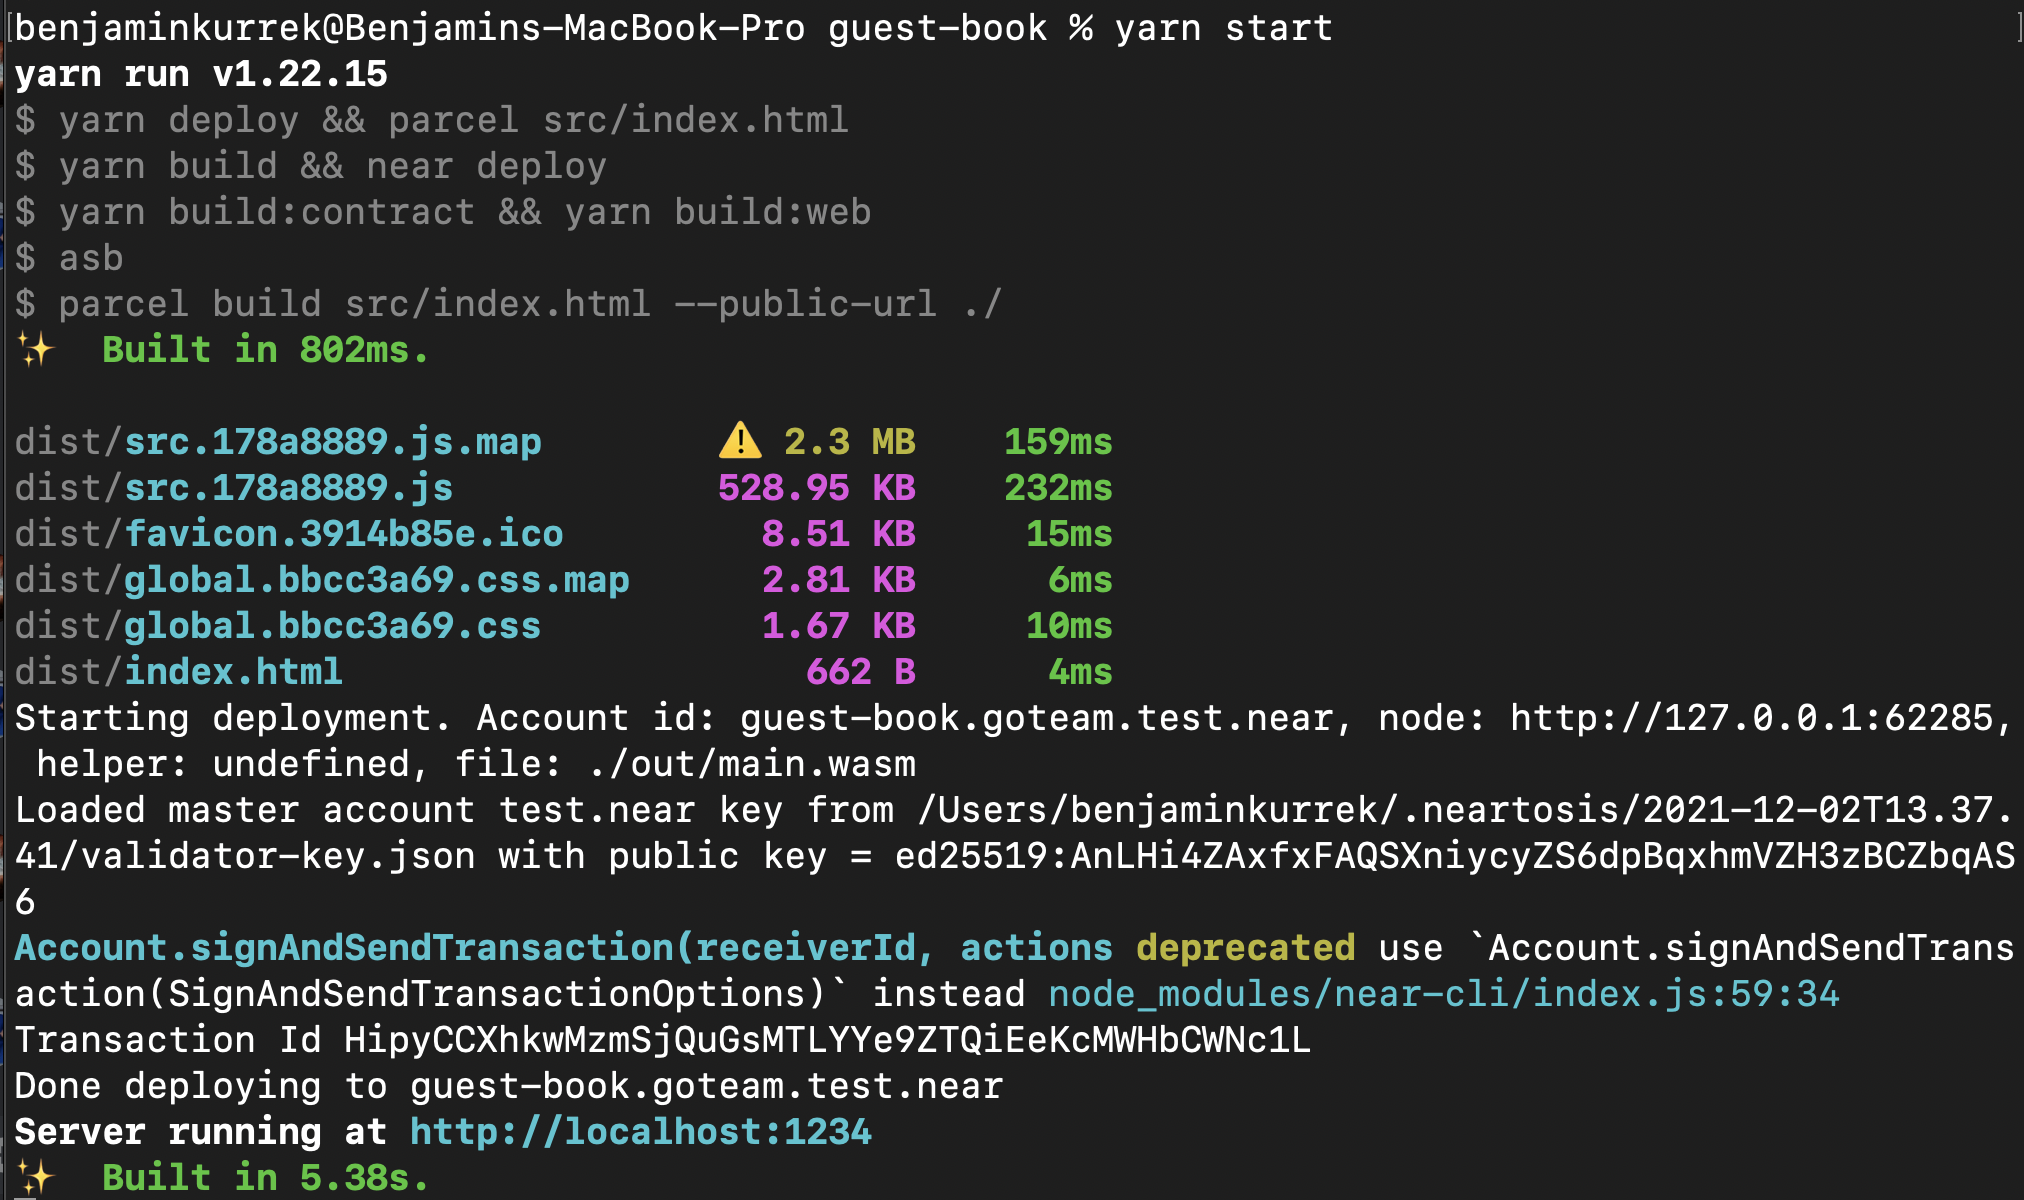 [benjaminkurrek@Benjamins-MacBook-Pro guest-book % yarn start ]
yarn run v1.22.15
$ yarn deploy && parcel src/index.html
$ yarn build && near deploy
$ yarn build:contract && yarn build:web
$ asb
$ parcel build src/index.html --public-url ./
✨  Built in 802ms.
dist/src.178a8889.js.map ⚠️ 2.3 MB 159ms
dist/src.178a8889.js 528.95 KB 232ms
dist/favicon.3914b85e.ico 8.51 KB 15ms
dist/global.bbcc3a69.css.map 2.81 KB 6ms
dist/global.bbcc3a69.css 1.67 KB 10ms
dist/index.html 662 B 4ms
Starting deployment. Account id: guest-book.goteam.test.near, node: http://127.0.0.1:62285,
helper: undefined, file: ./out/main.wasm
Loaded master account test.near key from /Users/benjaminkurrek/.neartosis/2021-12-02T13.37.
41/validator-key.json with public key = ed25519:AnLHi4ZAxfxFAQSXniycyZS6dpBqxhmVZH3zBCZbqAS
6
Account.signAndSendTransaction(receiverId, actions deprecated use `Account.signAndSendTrans
action(SignAndSendTransactionOptions)` instead node_modules/near-cli/index.js:59:34
Transaction Id HipyCCXhkwMzmSjQuGsMTLYYe9ZTQiEeKcMWHbCWNc1L
Done deploying to guest-book.goteam.test.near
Server running at http://localhost:1234
✨  Built in 5.38s.